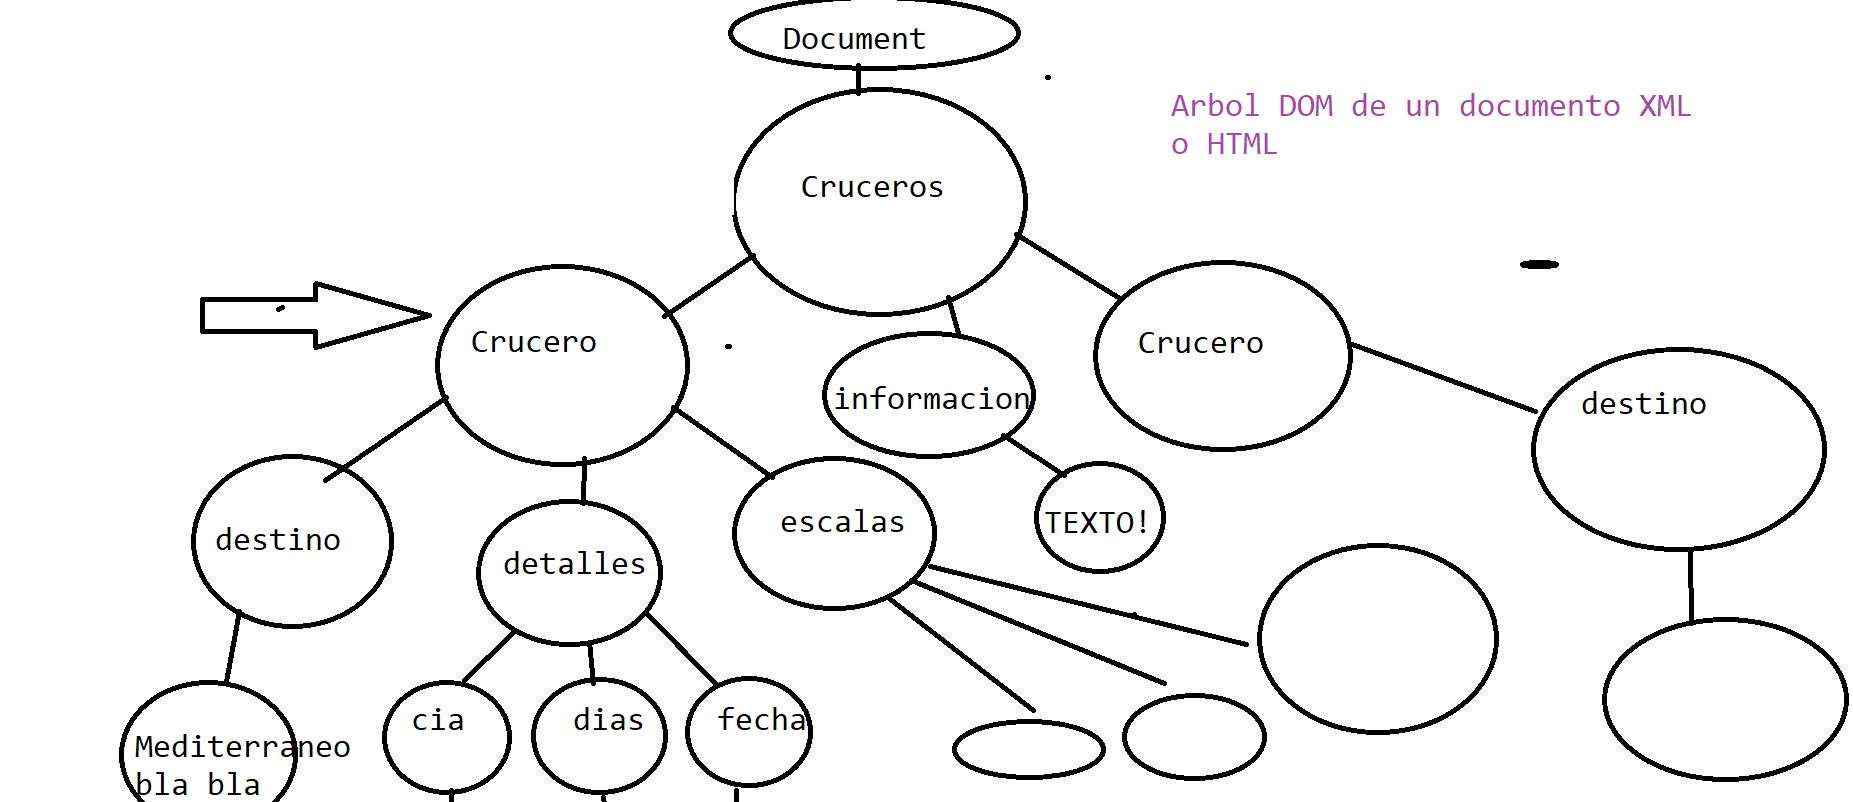 Document
Arbol DOM de un documento XML
o HTML
Cruceros
Crucero
Crucero
informacion
destino
destino
detalles
escalas
TEXTO!
cia
dias
fecha
Mediterraneo
bla bla